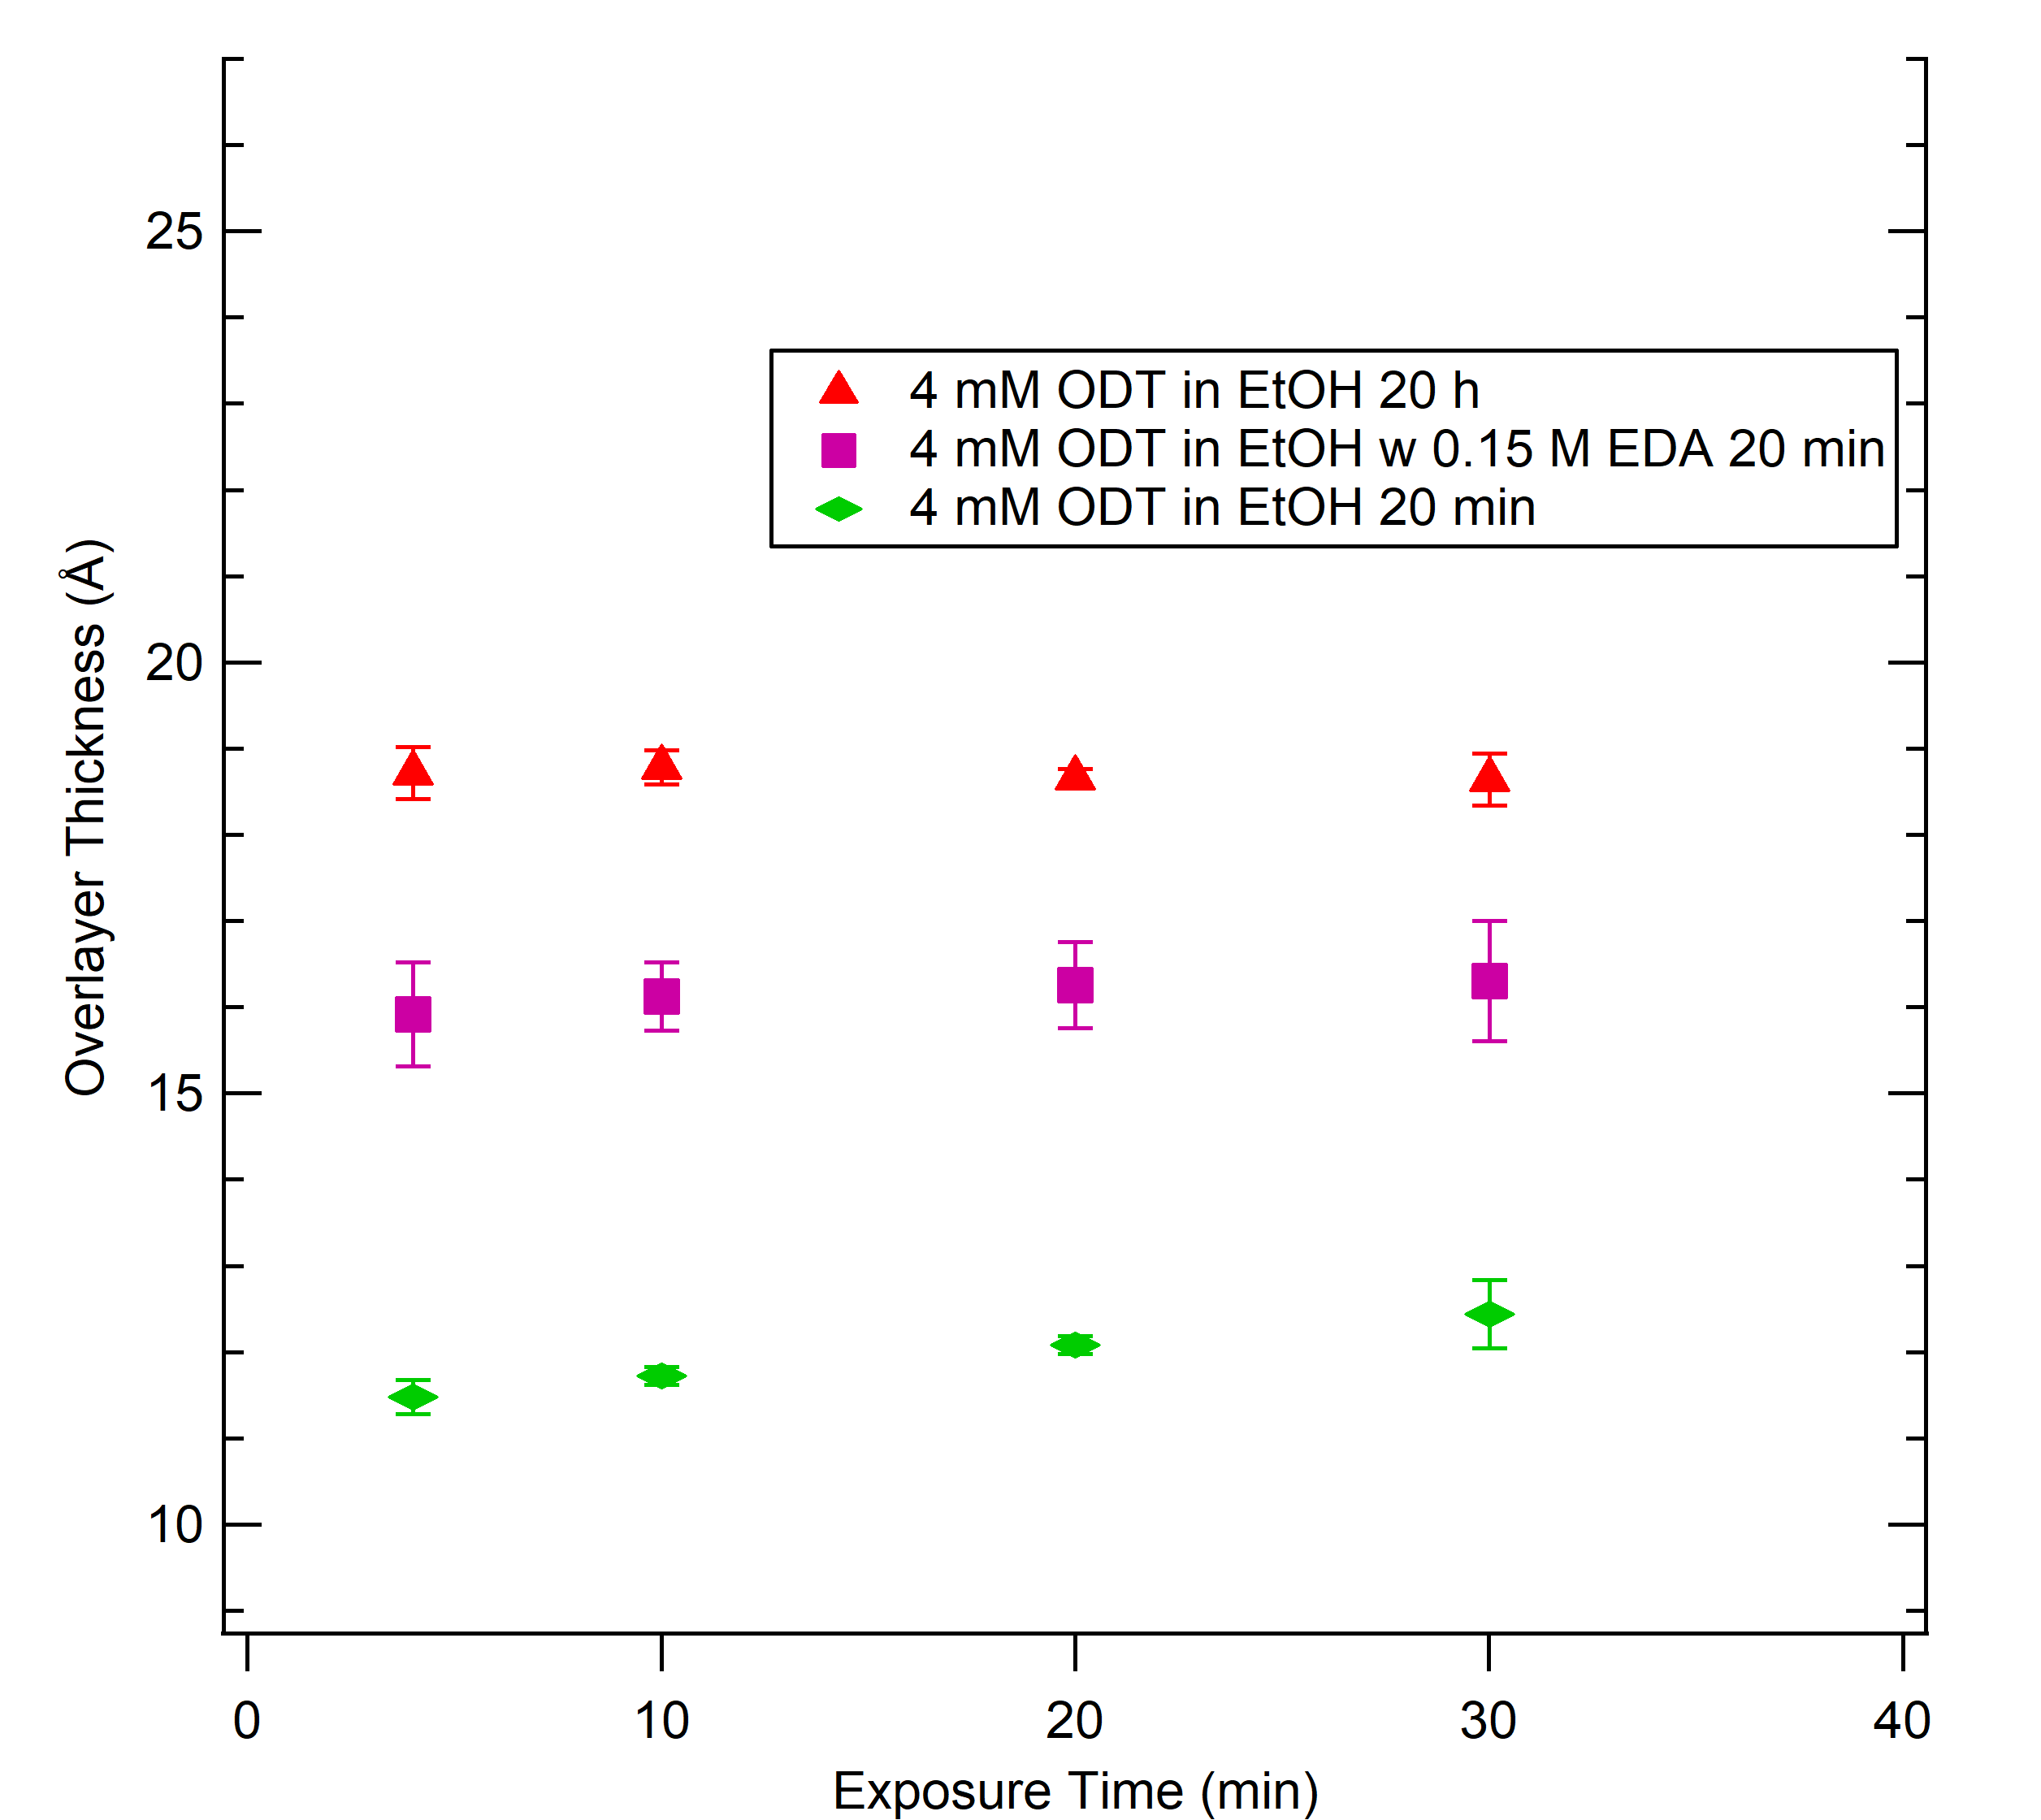 25
20
15
10
Overlayer Thickness (Å)
4 mM ODT in EtOH 20 h
4 mM ODT in EtOH w 0.15 M EDA 20 min
4 mM ODT in EtOH 20 min
0 10 20 30 40
Exposure Time (min)